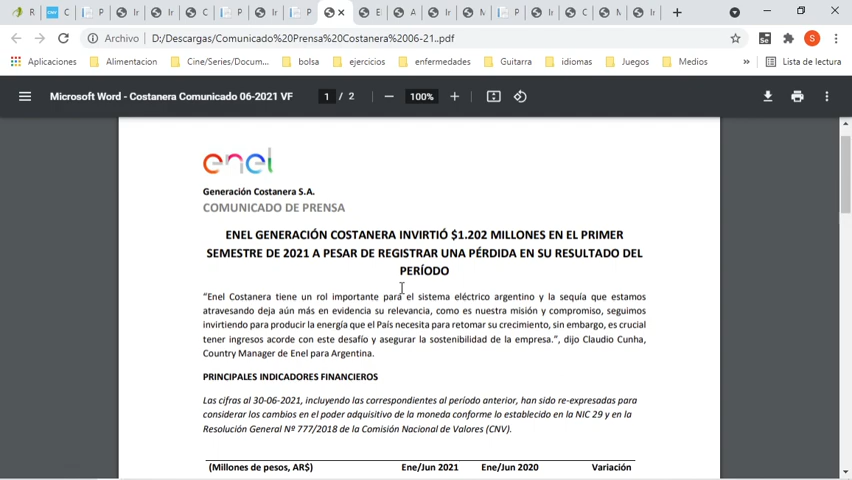 R
C
P
Ir
C
P
Ir
P
×
El
A
Ir
M
P
Ir
C
M
Ir
+
Archivo | D:/Descargas/Comunicado%20Prensa%20Costanera%2006-21..pdf
S
Aplicaciones
Alimentacion
Cine/Series/Docum...
bolsa
ejercicios
enfermedades
Guitarra
idiomas
Juegos
Medios
»
Lista de lectura
Microsoft Word - Costanera Comunicado 06-2021 VF
1 / 2
— 100% +
enel
Generación Costanera S.A.
COMUNICADO DE PRENSA
ENEL GENERACIÓN COSTANERA INVIRTIÓ $1.202 MILLONES EN EL PRIMER
SEMESTRE DE 2021 A PESAR DE REGISTRAR UNA PÉRDIDA EN SU RESULTADO DEL
PERÍODO
“Enel Costanera tiene un rol importante para el sistema eléctrico argentino y la sequía que estamos
atravesando deja aún más en evidencia su relevancia, como es nuestra misión y compromiso, seguimos
invirtiendo para producir la energía que el País necesita para retomar su crecimiento, sin embargo, es crucial
tener ingresos acorde con este desafío y asegurar la sostenibilidad de la empresa.”, dijo Claudio Cunha,
Country Manager de Enel para Argentina.
PRINCIPALES INDICADORES FINANCIEROS
Las cifras al 30-06-2021, incluyendo las correspondientes al período anterior, han sido re-expresadas para
considerar los cambios en el poder adquisitivo de la moneda conforme lo establecido en la NIC 29 y en la
Resolución General Nº 777/2018 de la Comisión Nacional de Valores (CNV).
(Millones de pesos, AR$) Ene/Jun 2021 Ene/Jun 2020 Variación